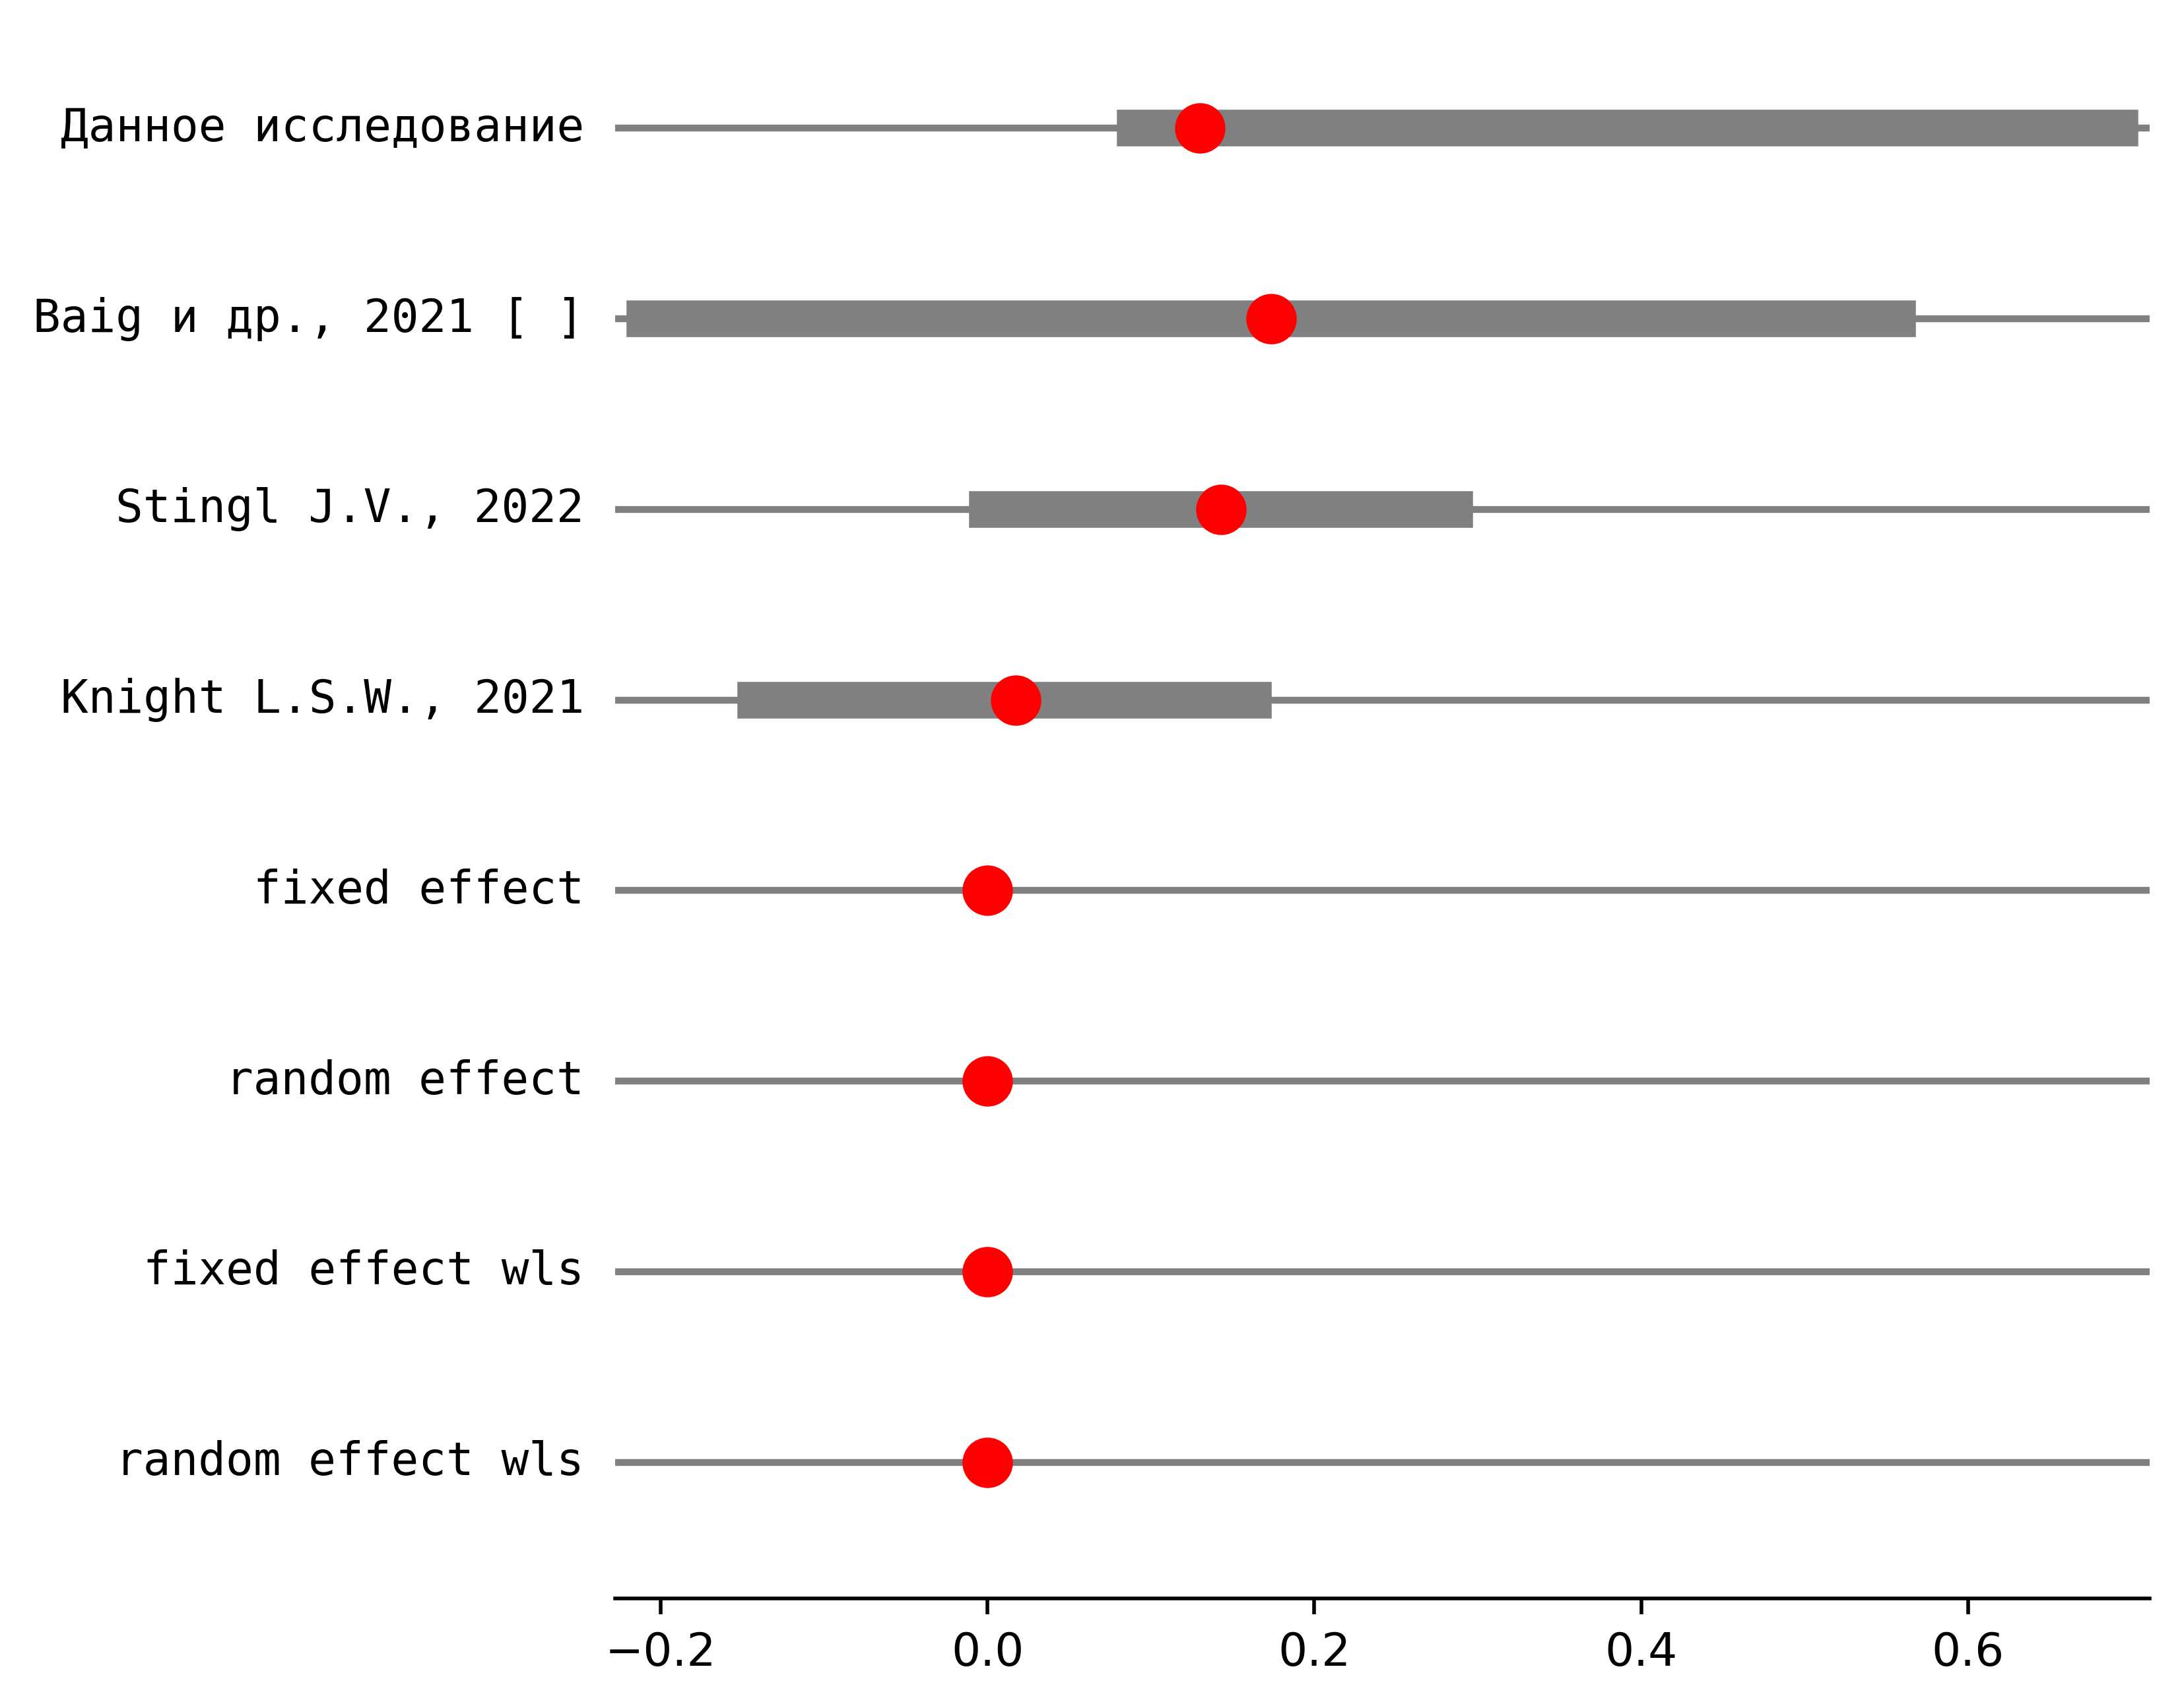 Данное исследование
Baig и др., 2021 [ ]
Stingl J.V., 2022
Knight L.S.W., 2021
fixed effect
random effect
fixed effect wls
random effect wls
−0.2 0.0 0.2 0.4 0.6